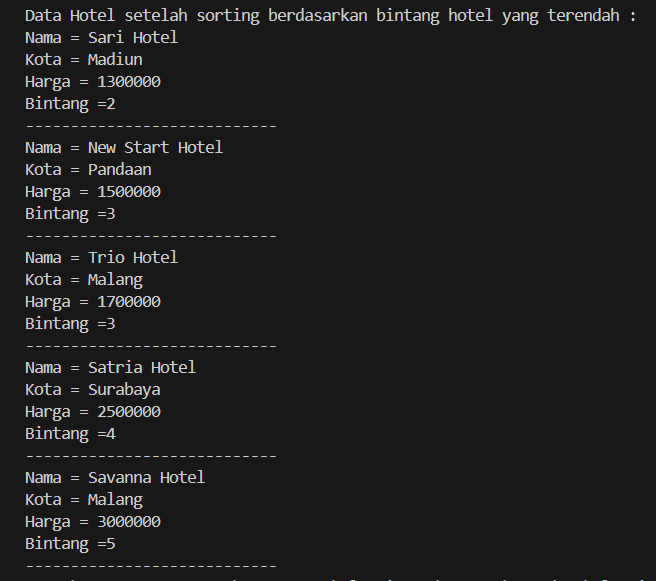 Data Hotel setelah sorting berdasarkan bintang hotel yang terendah :
Nama = Sari Hotel
Kota = Madiun
Harga = 1300000
Bintang =2
----------------------------
Nama = New Start Hotel
Kota = Pandaan
Harga = 1500000
Bintang =3
----------------------------
Nama = Trio Hotel
Kota = Malang
Harga = 1700000
Bintang =3
----------------------------
Nama = Satria Hotel
Kota = Surabaya
Harga = 2500000
Bintang =4
----------------------------
Nama = Savanna Hotel
Kota = Malang
Harga = 3000000
Bintang =5
----------------------------